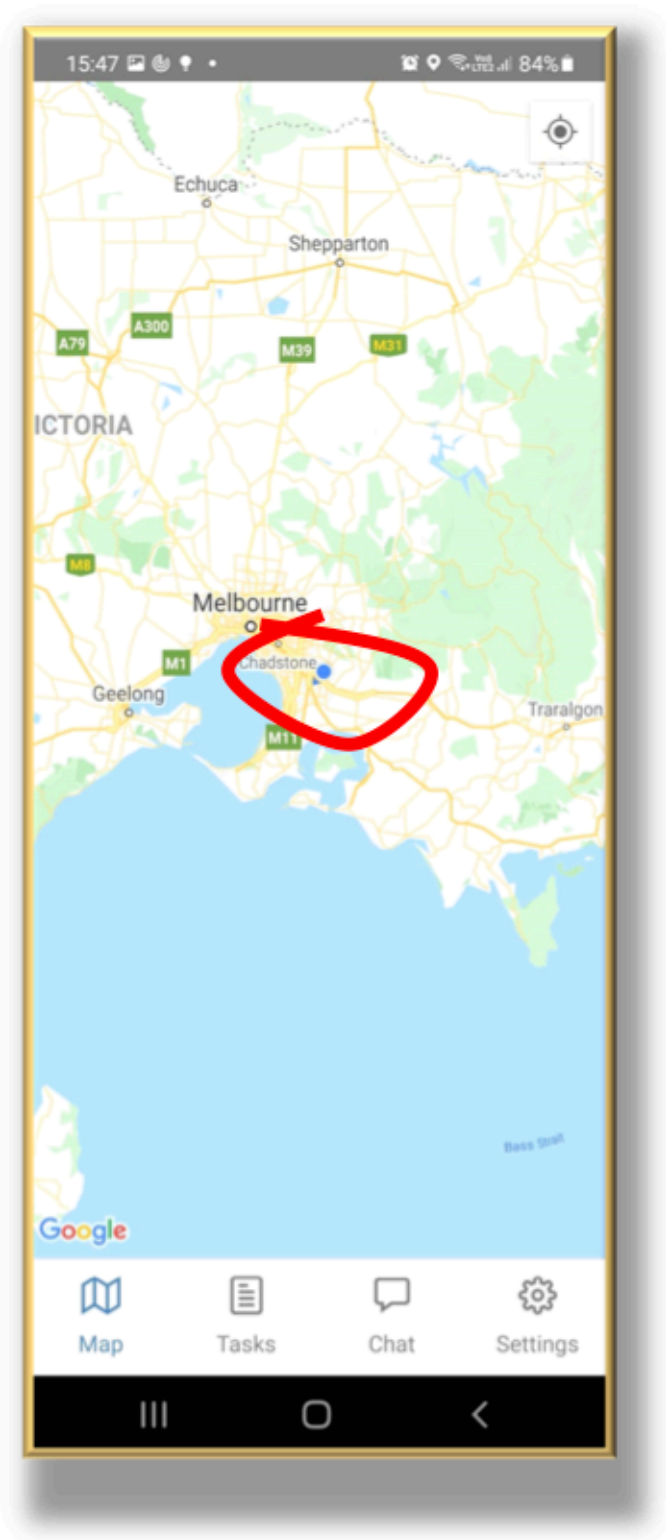 15:47
84%
Echuca
Shepparton
A300
A79
M39
M31
ICTORIA
M8
Melbourne
Chadstone
M1
Geelong
Traralgon
M11
Bass Strait
Google
Map Tasks Chat Settings